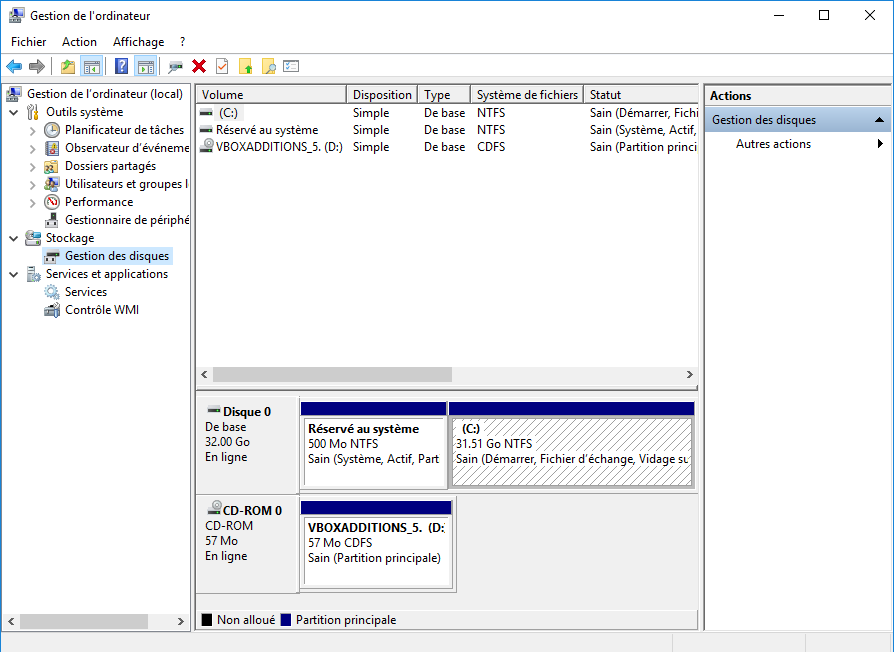 Gestion de l'ordinateur
Fichier Action Affichage ?
Gestion de l'ordinateur (local)
Outils système
Planificateur de tâches
Observateur d'événeme
Dossiers partagés
Utilisateurs et groupes l
Performance
Gestionnaire de périphé
Stockage
Gestion des disques
Services et applications
Services
Contrôle WMI
Volume Disposition Type Système de fichiers Statut
(C:) Simple De base NTFS Sain (Démarrer, Fichi
Réservé au système Simple De base NTFS Sain (Système, Actif,
VBOXADDITIONS_5. (D:) Simple De base CDFS Sain (Partition princi
Disque 0
De base
32.00 Go
En ligne
Réservé au système
500 Mo NTFS
Sain (Système, Actif, Part
(C:)
31.51 Go NTFS
Sain (Démarrer, Fichier d'échange, Vidage su
CD-ROM 0
CD-ROM
57 Mo
En ligne
VBOXADDITIONS_5. (D:
57 Mo CDFS
Sain (Partition principale)
Non alloué Partition principale
Actions
Gestion des disques
Autres actions